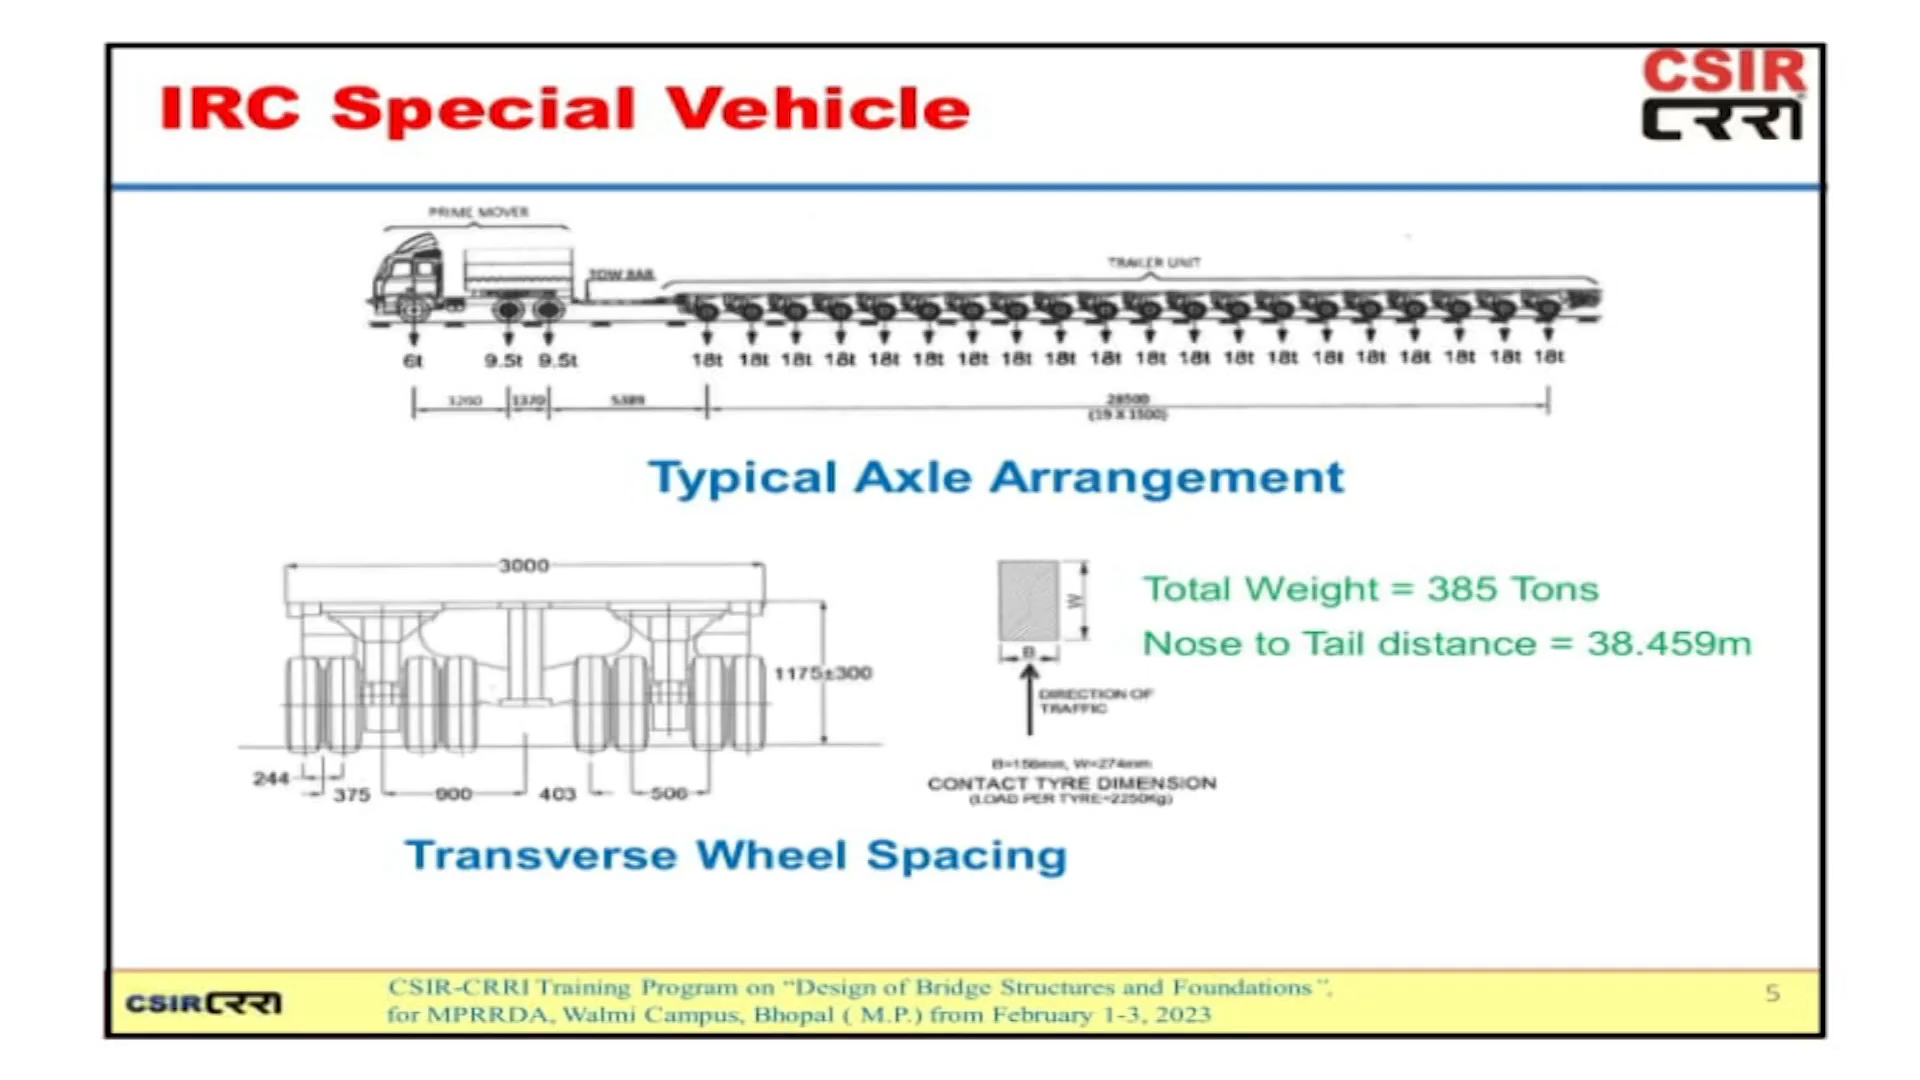 IRC Special Vehicle
CSIR
CRRI
PRIME MOVER
TOW BAR
TRAILER UNIT
6t 9.5t 9.5t 18t 18t 18t 18t 18t 18t 18t 18t 18t 18t 18t 18t 18t 18t 18t 18t 18t 18t 18t 18t
3200 1370 5389 28500
(19 X 1500)
Typical Axle Arrangement
3000
1175±300
244
375
900
403
506
W
B
DIRECTION OF
TRAFFIC
B=156mm, W=274mm
CONTACT TYRE DIMENSION
(LOAD PER TYRE=2250Kg)
Total Weight = 385 Tons
Nose to Tail distance = 38.459m
Transverse Wheel Spacing
CSIR CRRI
CSIR-CRRI Training Program on “Design of Bridge Structures and Foundations”,
for MPRRDA, Walmi Campus, Bhopal ( M.P.) from February 1-3, 2023
5